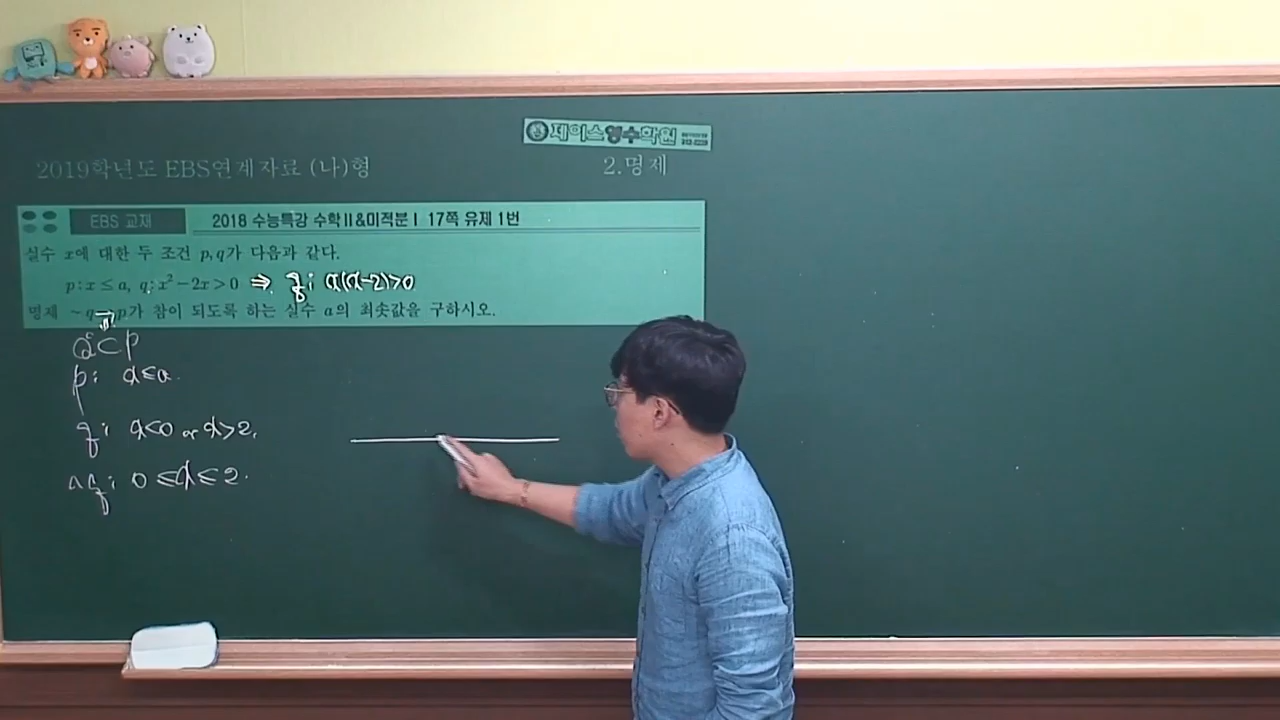 제이스영수학원
2019학년도 EBS연계자료 (나)형
2.명제
EBS 교재
2018 수능특강 수학Ⅱ&미적분Ⅰ 17쪽 유제 1번
실수 x에 대한 두 조건 p, q가 다음과 같다.
p: x ≤ a, q: x² − 2x > 0 ⇒ q: x(x-2)>0
명제 ~q → p가 참이 되도록 하는 실수 a의 최솟값을 구하시오.
Qᶜ⊂P
p: x≤a.
q: x<0 or x>2.
~q: 0≤x≤2.